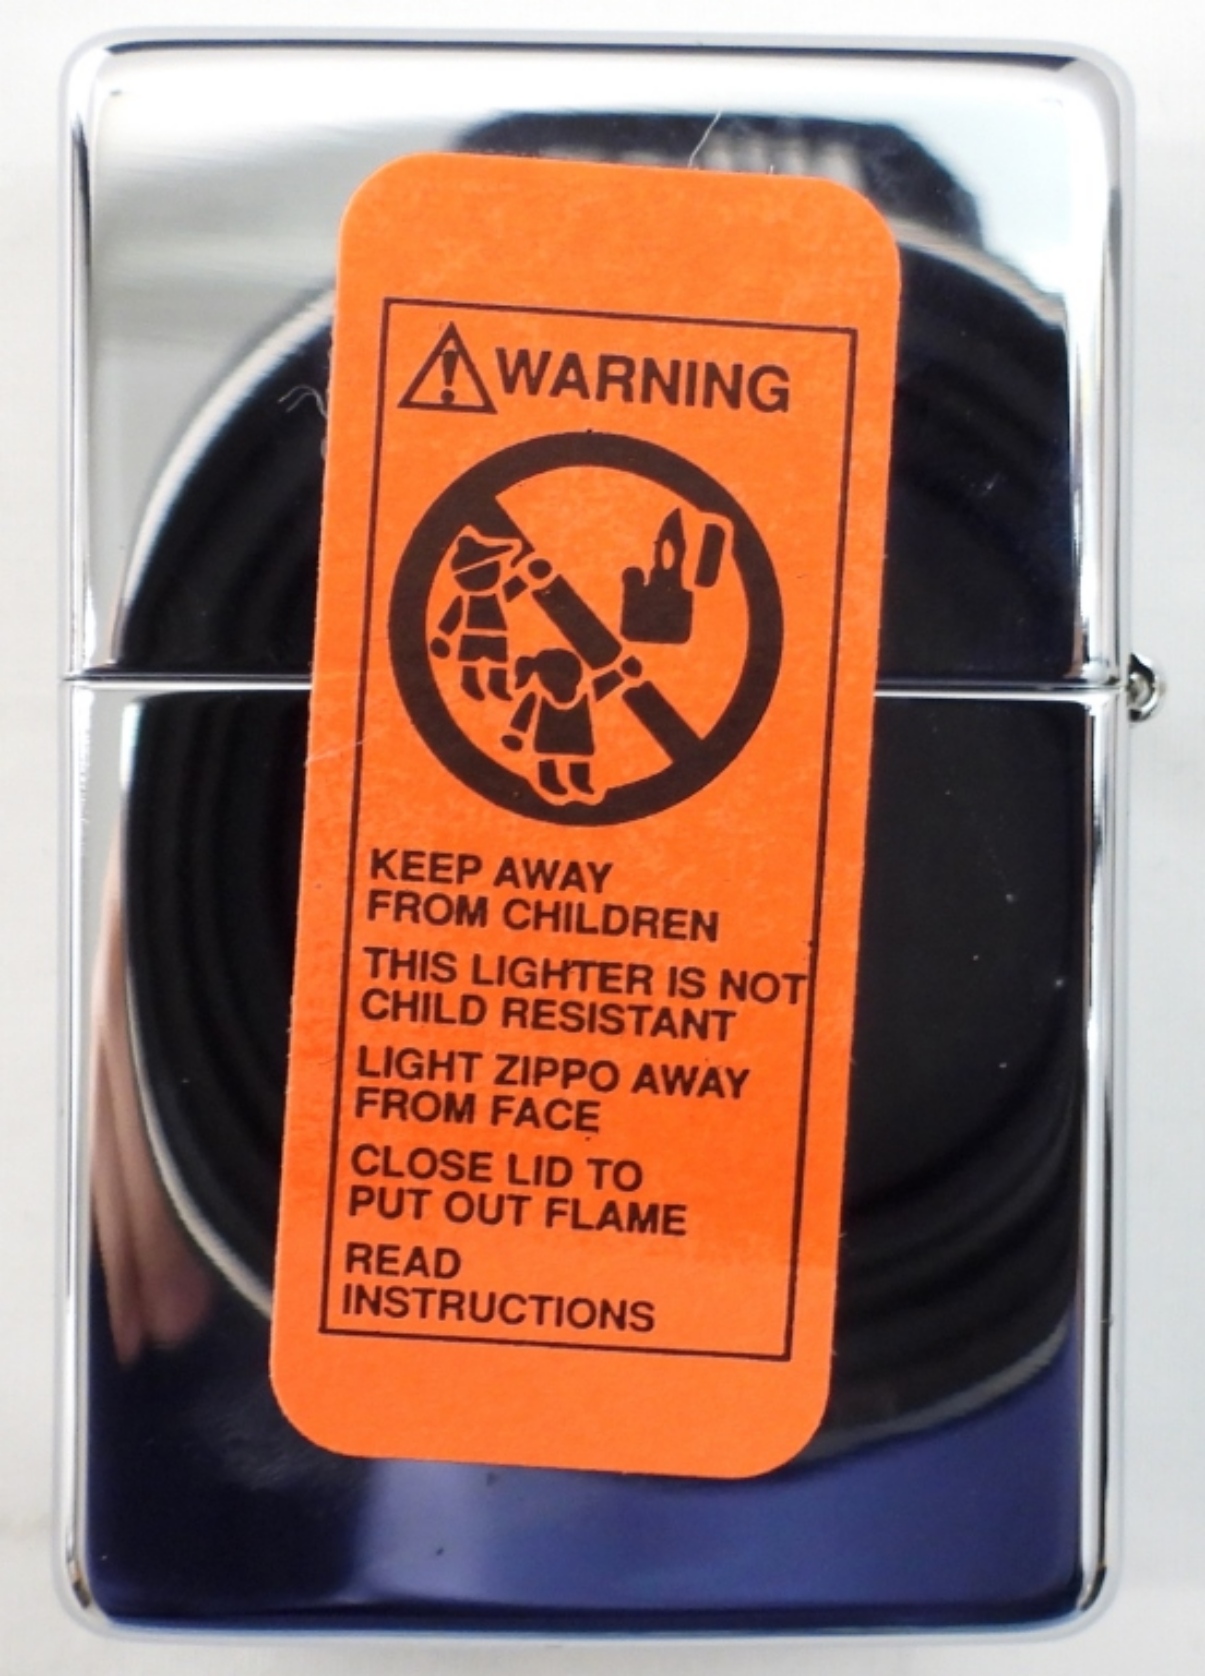 WARNING
KEEP AWAY
FROM CHILDREN
THIS LIGHTER IS NOT
CHILD RESISTANT
LIGHT ZIPPO AWAY
FROM FACE
CLOSE LID TO
PUT OUT FLAME
READ
INSTRUCTIONS